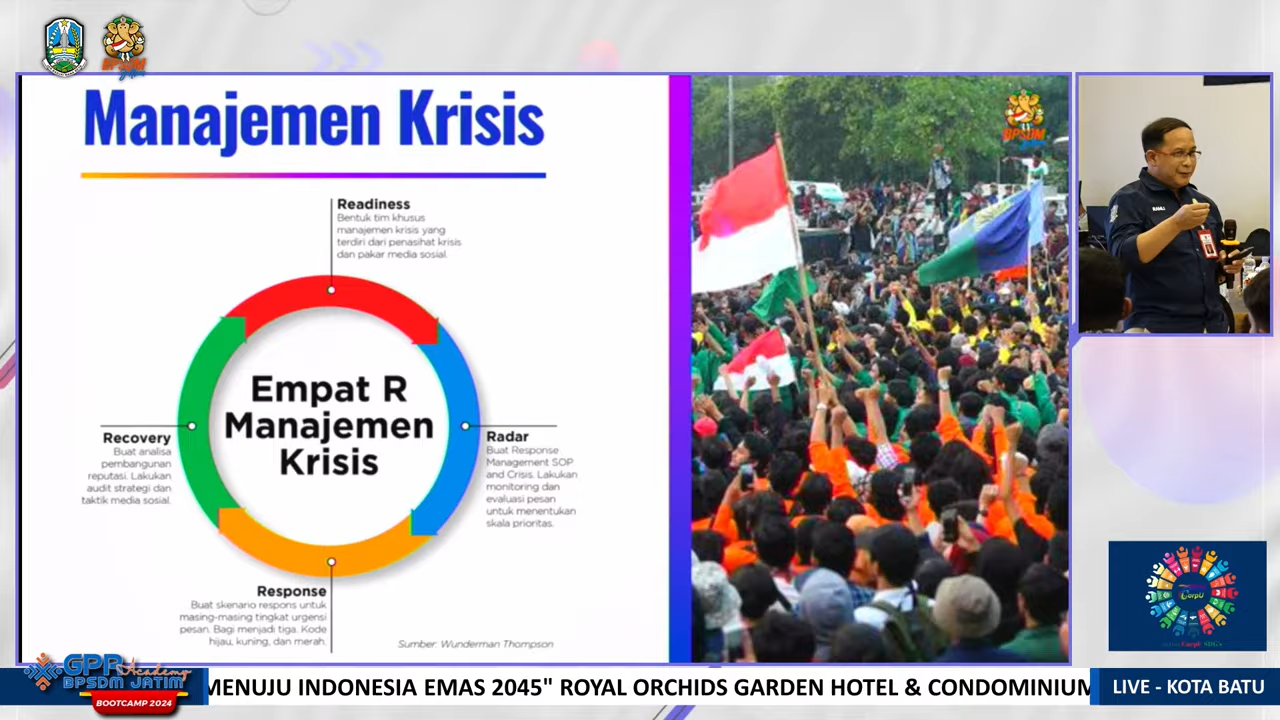 BPSDM
Jatim
Manajemen Krisis
Readiness
Bentuk tim khusus
manajemen krisis yang
terdiri dari penasihat krisis
dan pakar media sosial.
Empat R
Manajemen
Krisis
Recovery
Buat analisa
pembangunan
reputasi. Lakukan
audit strategi dan
taktik media sosial.
Radar
Buat Response
Management SOP
and Crisis. Lakukan
monitoring dan
evaluasi pesan
untuk menentukan
skala prioritas.
Response
Buat skenario respons untuk
masing-masing tingkat urgensi
pesan. Bagi menjadi tiga. Kode
hijau, kuning, dan merah.
Sumber: Wunderman Thompson
BPSDM
Jatim
CorpU
GPR Academy
BPSDM JATIM
BOOTCAMP 2024
MENUJU INDONESIA EMAS 2045" ROYAL ORCHIDS GARDEN HOTEL & CONDOMINIUM
LIVE - KOTA BATU